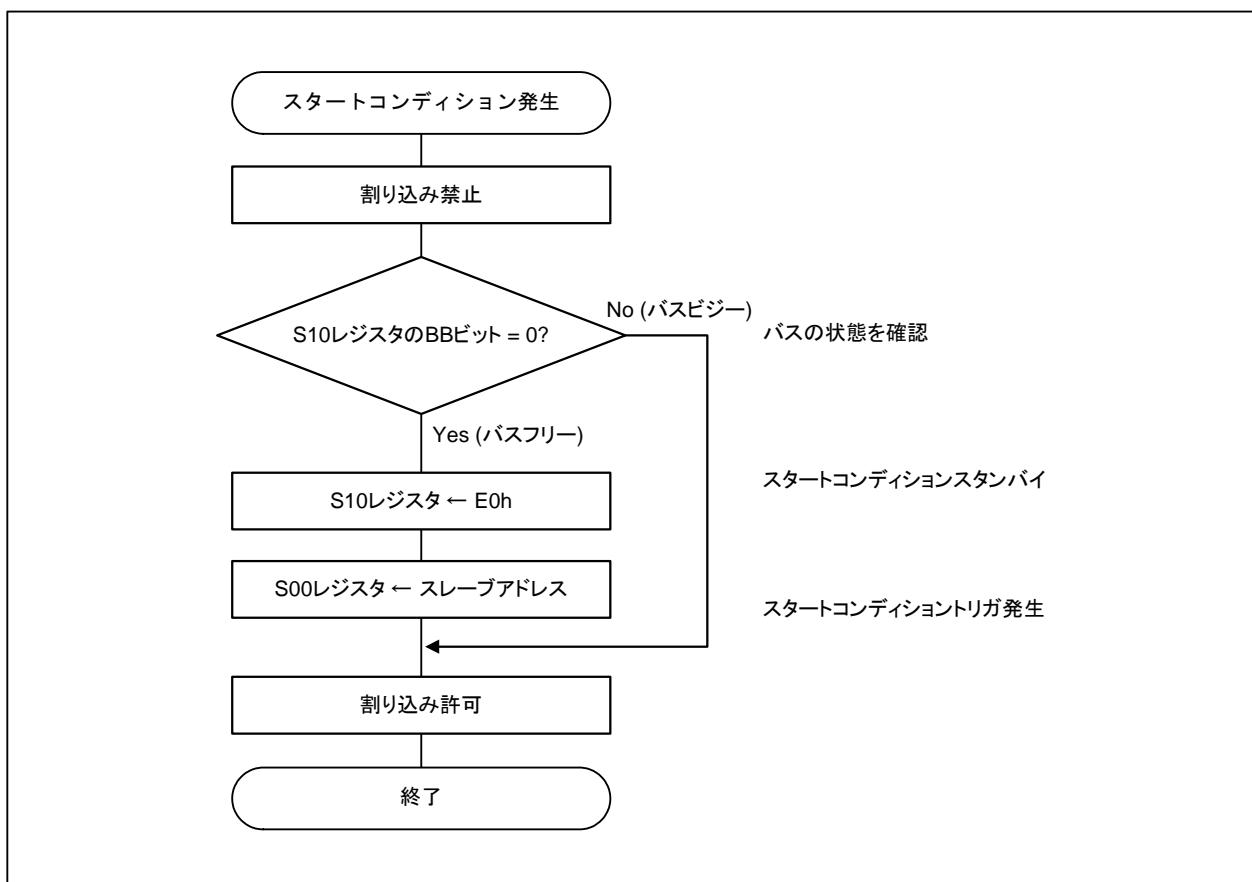 スタートコンディション発生
割り込み禁止
No (バスビジー)
S10レジスタのBBビット = 0?
バスの状態を確認
Yes (バスフリー)
スタートコンディションスタンバイ
S10レジスタ ← E0h
S00レジスタ ← スレーブアドレス
スタートコンディショントリガ発生
割り込み許可
終了